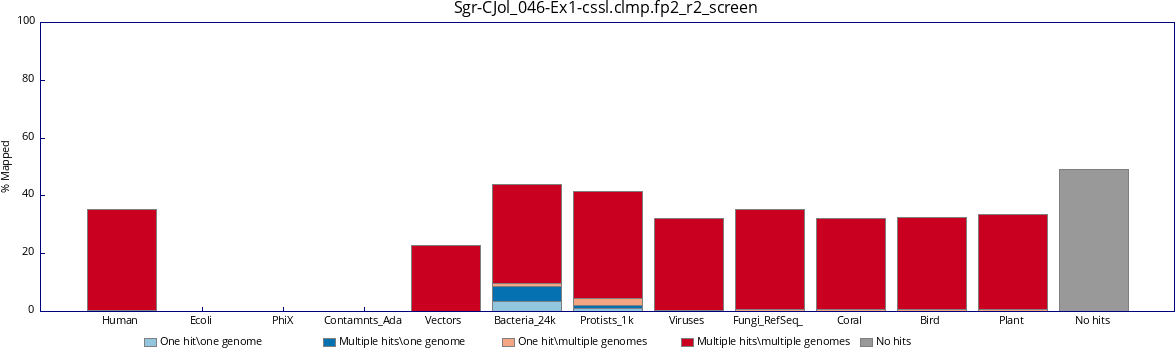 Sgr-CJol_046-Ex1-cssl.clmp.fp2_r2_screen
100
80
60
40
20
0
% Mapped
Human Ecoli PhiX Contamnts_Ada Vectors Bacteria_24k Protists_1k Viruses Fungi_RefSeq_ Coral Bird Plant No hits
One hit\one genome Multiple hits\one genome One hit\multiple genomes Multiple hits\multiple genomes No hits